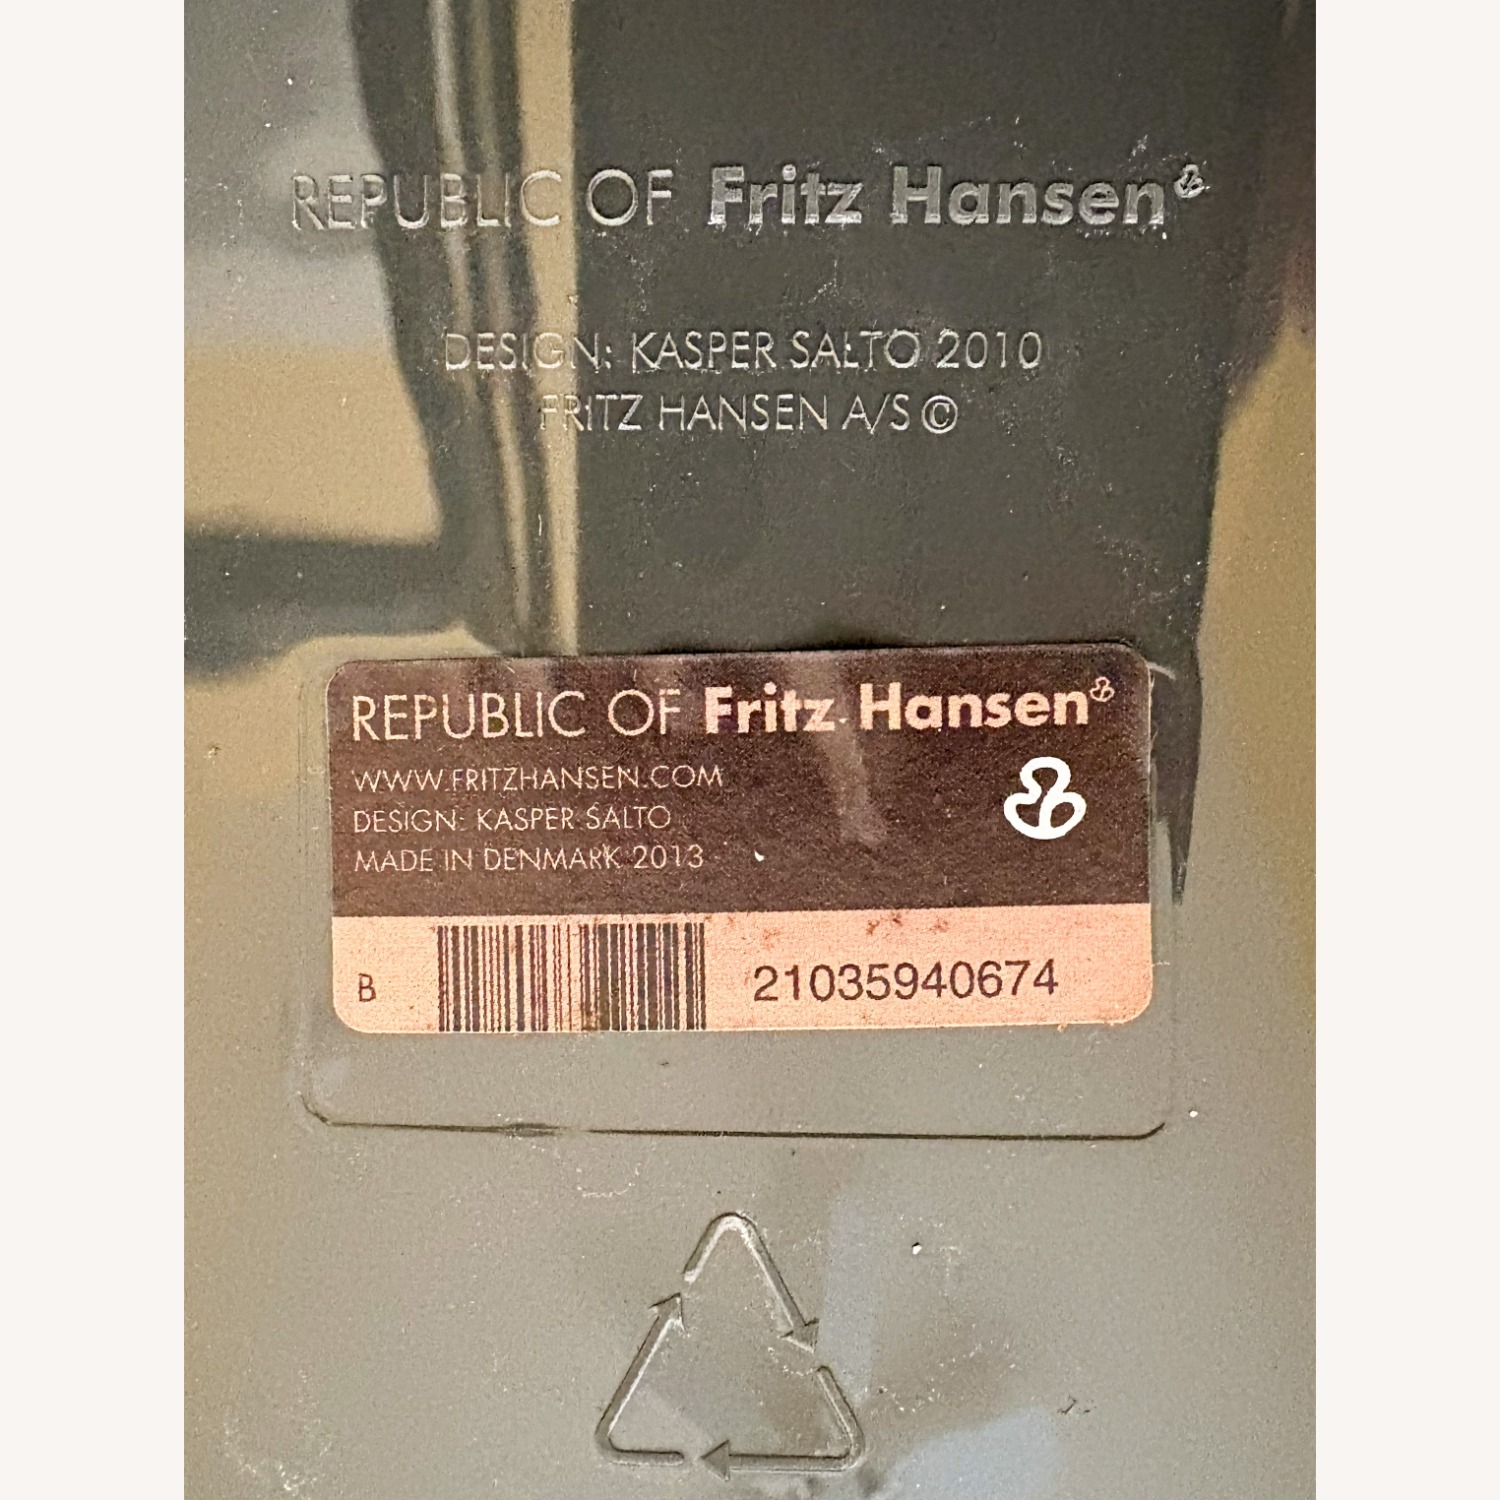 REPUBLIC OF Fritz Hansen
DESIGN: KASPER SALTO 2010
FRITZ HANSEN A/S ©
REPUBLIC OF Fritz Hansen
WWW.FRITZHANSEN.COM
DESIGN: KASPER SALTO
MADE IN DENMARK 2013
B 21035940674